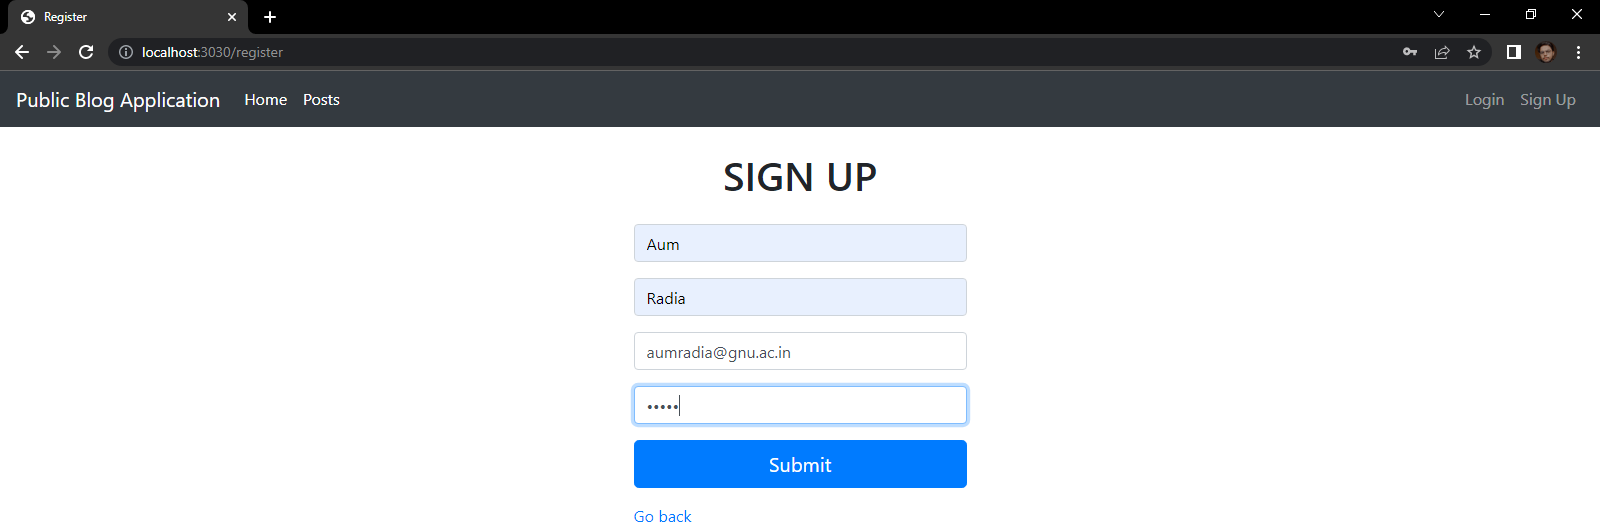 Register
localhost:3030/register
Public Blog Application Home Posts Login Sign Up
SIGN UP
Aum
Radia
aumradia@gnu.ac.in
•••••
Submit
Go back